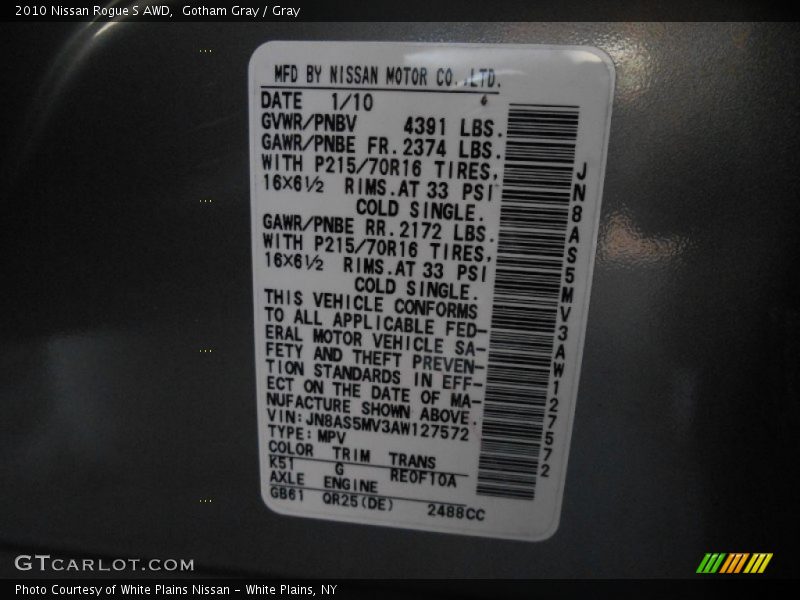 2010 Nissan Rogue S AWD,  Gotham Gray / Gray
MFD BY NISSAN MOTOR CO.,LTD.
DATE 1/10
GVWR/PNBV 4391 LBS.
GAWR/PNBE FR.2374 LBS.
WITH P215/70R16 TIRES,
16×6½ RIMS.AT 33 PSI
COLD SINGLE.
GAWR/PNBE RR.2172 LBS.
WITH P215/70R16 TIRES,
16×6½ RIMS.AT 33 PSI
COLD SINGLE.
THIS VEHICLE CONFORMS
TO ALL APPLICABLE FED-
ERAL MOTOR VEHICLE SA-
FETY AND THEFT PREVEN-
TION STANDARDS IN EFF-
ECT ON THE DATE OF MA-
NUFACTURE SHOWN ABOVE.
VIN:JN8AS5MV3AW127572
TYPE:MPV
COLOR TRIM TRANS
K51 G RE0F10A
AXLE ENGINE
GB61 QR25(DE) 2488CC
JN8AS5MV3AW127572
GTCARLOT.COM
Photo Courtesy of White Plains Nissan - White Plains, NY